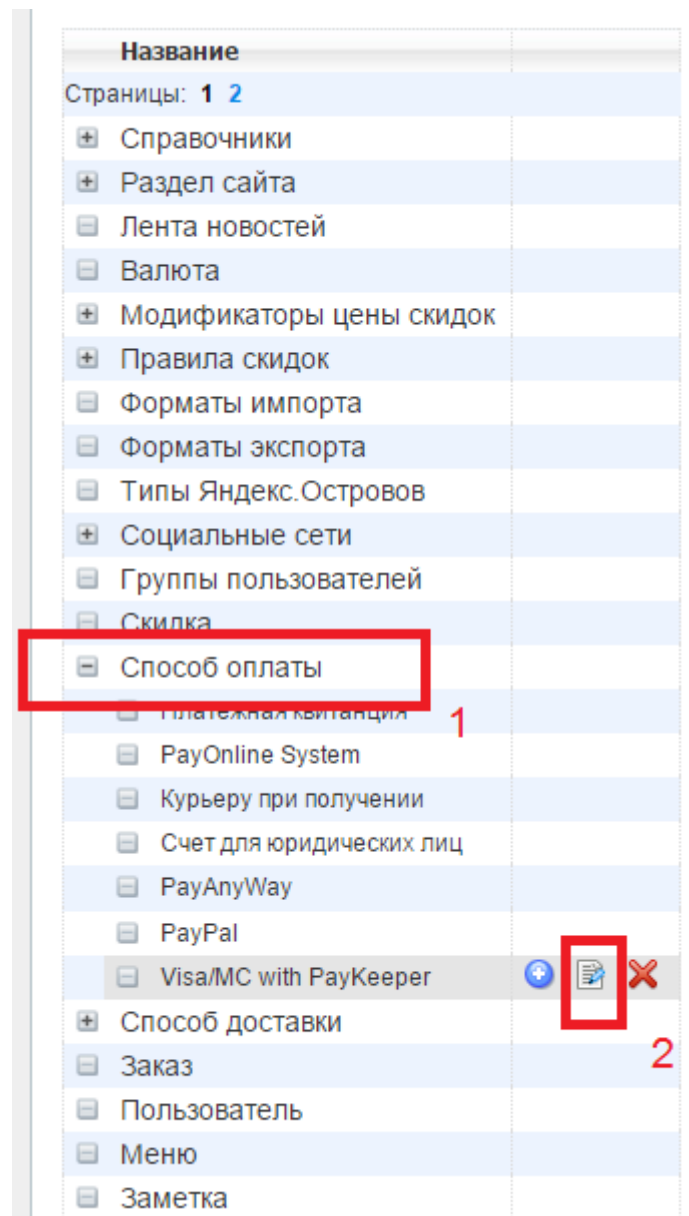 Название
Страницы: 1 2
Справочники
Раздел сайта
Лента новостей
Валюта
Модификаторы цены скидок
Правила скидок
Форматы импорта
Форматы экспорта
Типы Яндекс.Островов
Социальные сети
Группы пользователей
Скидка
Способ оплаты
Платежная квитанция
1
PayOnline System
Курьеру при получении
Счет для юридических лиц
PayAnyWay
PayPal
Visa/MC with PayKeeper
Способ доставки
2
Заказ
Пользователь
Меню
Заметка